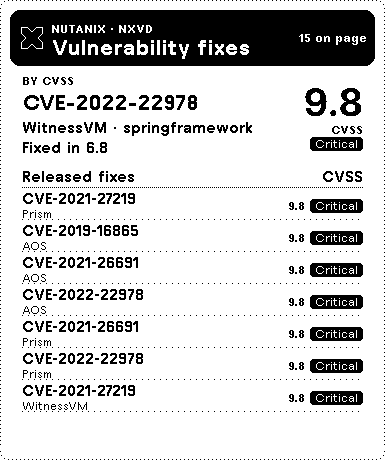 NUTANIX · NXVD
Vulnerability fixes
15 on page
BY CVSS
CVE-2022-22978
9.8
WitnessVM · springframework
CVSS
Fixed in 6.8
Critical
Released fixes
CVSS
CVE-2021-27219
Prism
9.8 Critical
CVE-2019-16865
AOS
9.8 Critical
CVE-2021-26691
AOS
9.8 Critical
CVE-2022-22978
AOS
9.8 Critical
CVE-2021-26691
Prism
9.8 Critical
CVE-2022-22978
Prism
9.8 Critical
CVE-2021-27219
WitnessVM
9.8 Critical